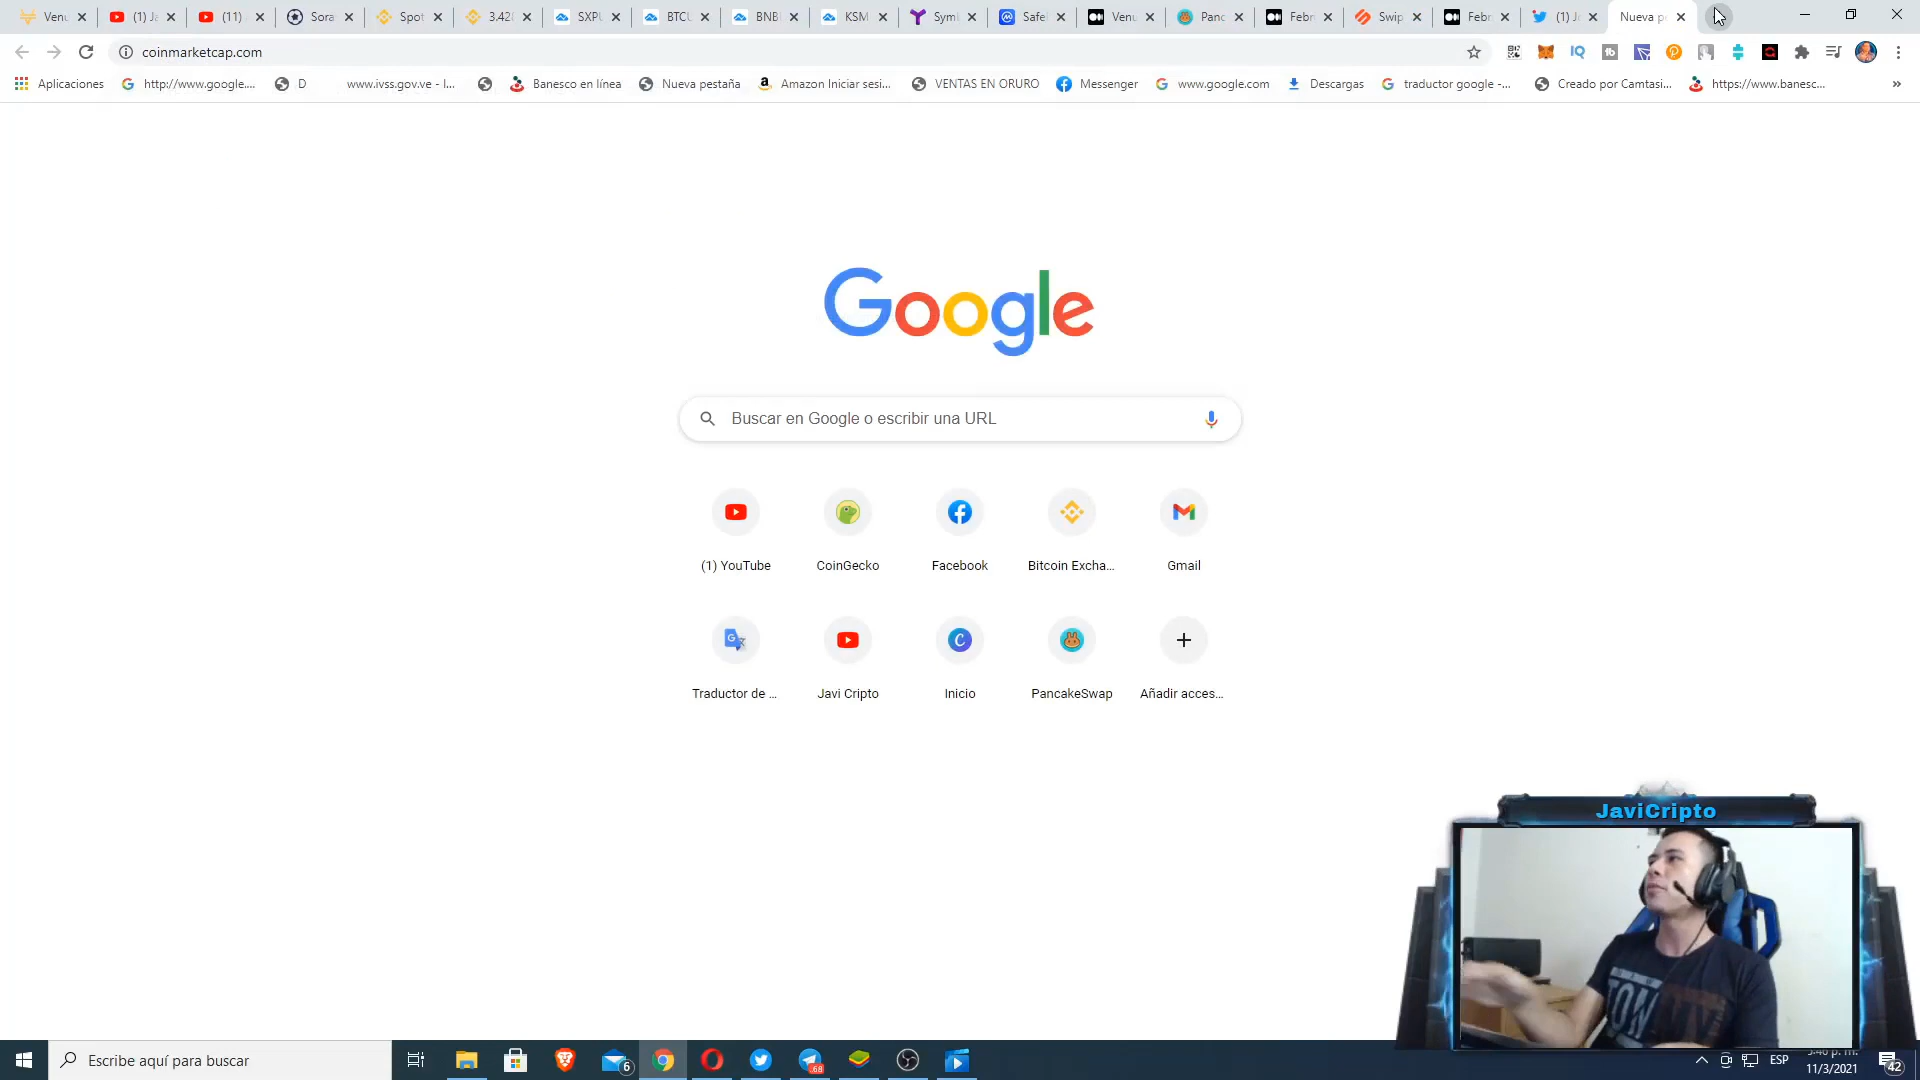 Venu
(1) Ja
(11)
Sora
Spot
3.42
SXPU
BTCU
BNB
KSM
Symb
Safe
Venu
Panc
Febr
Swip
Febr
(1) J
Nueva p
coinmarketcap.com
Aplicaciones
http://www.google....
D
www.ivss.gov.ve - I...
Banesco en línea
Nueva pestaña
Amazon Iniciar sesi...
VENTAS EN ORURO
Messenger
www.google.com
Descargas
traductor google -...
Creado por Camtasi...
https://www.banesc...
»
Google
Buscar en Google o escribir una URL
(1) YouTube
CoinGecko
Facebook
Bitcoin Excha...
Gmail
Traductor de ...
Javi Cripto
Inicio
PancakeSwap
Añadir acces...
JaviCripto
Escribe aquí para buscar
6
68
ESP
11/3/2021
42